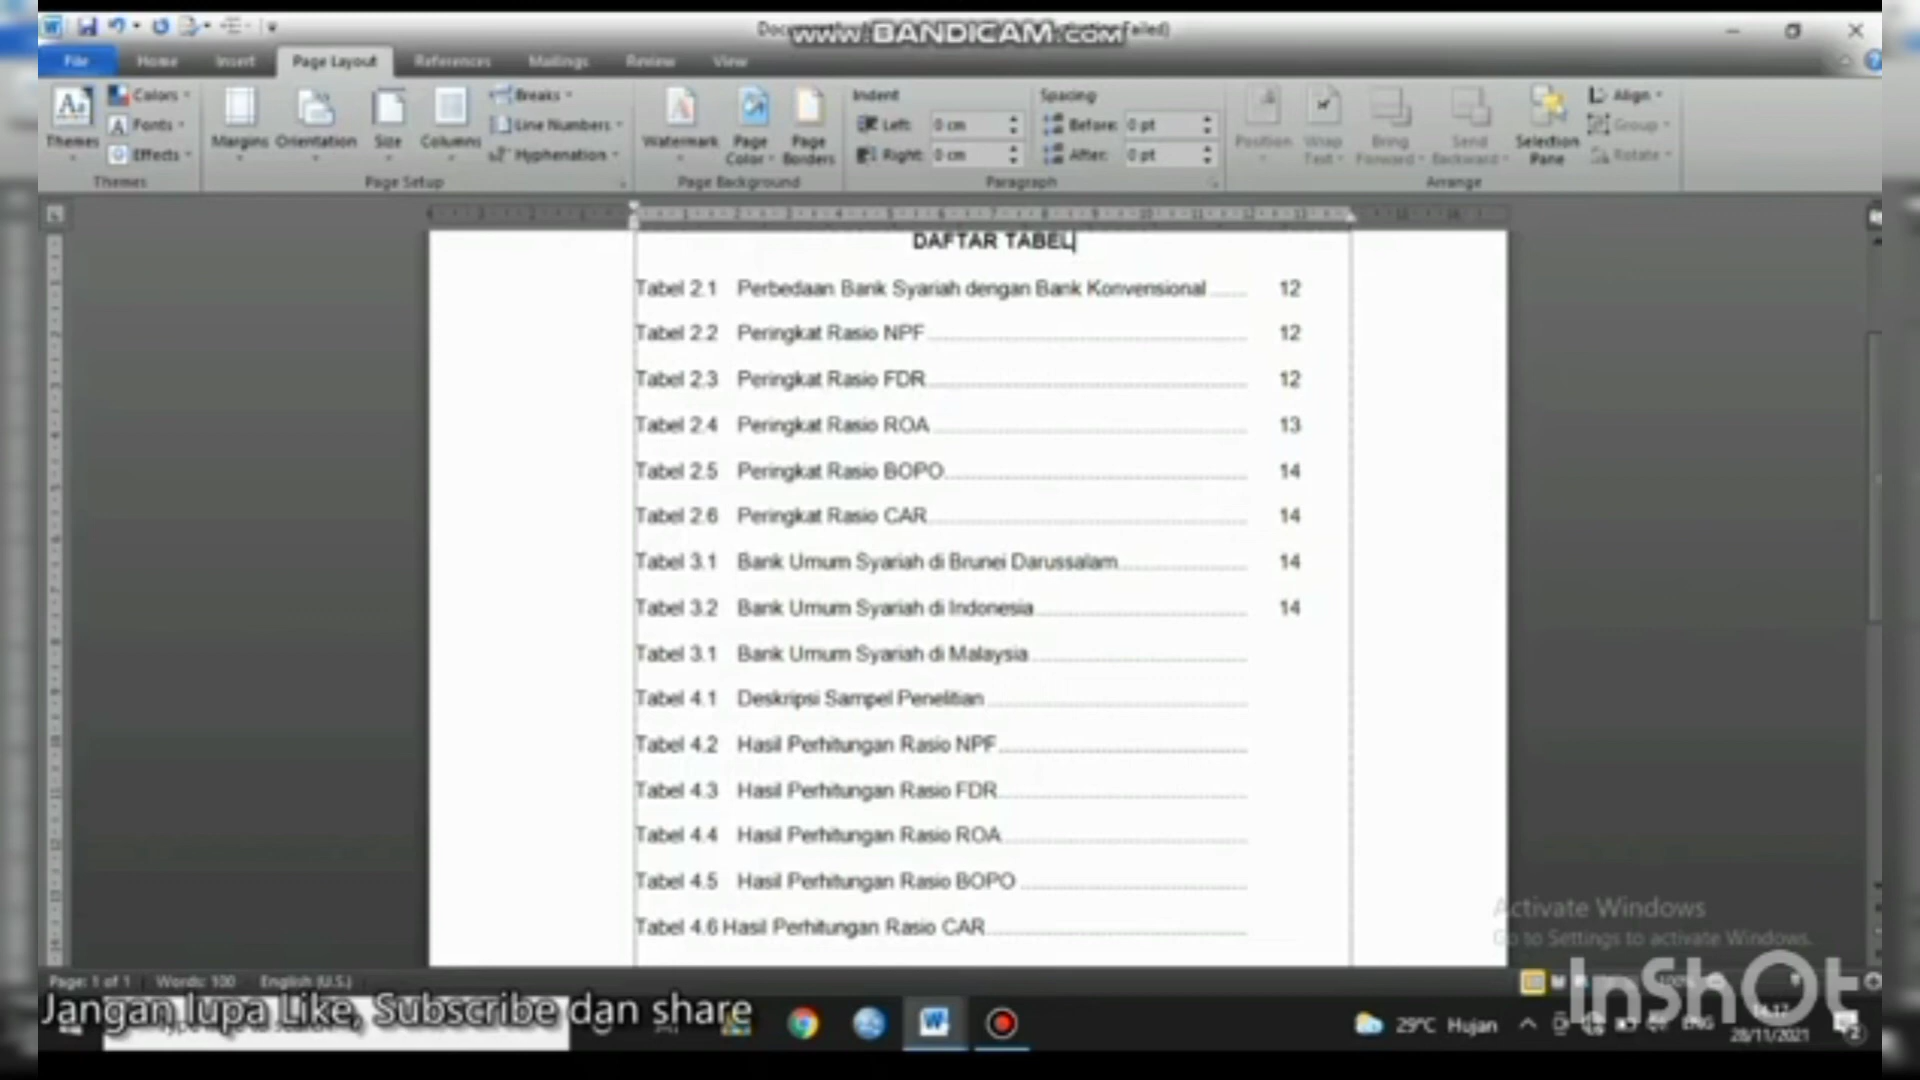 www.BANDICAM.com
Failed)
File Home Insert Page Layout References Mailings Review View
Colors Breaks Indent Spacing Align
Fonts Line Numbers Left: 0 cm Before: 0 pt Group
Themes Margins Orientation Size Columns Watermark Page Color Page Borders Position Wrap Text Bring Forward Send Backward Selection Pane
Effects Hyphenation Right: 0 cm After: 0 pt Rotate
Themes Page Setup Page Background Paragraph Arrange
DAFTAR TABEL
Tabel 2.1 Perbedaan Bank Syariah dengan Bank Konvensional ........ 12
Tabel 2.2 Peringkat Rasio NPF ........ 12
Tabel 2.3 Peringkat Rasio FDR ........ 12
Tabel 2.4 Peringkat Rasio ROA ........ 13
Tabel 2.5 Peringkat Rasio BOPO ........ 14
Tabel 2.6 Peringkat Rasio CAR ........ 14
Tabel 3.1 Bank Umum Syariah di Brunei Darussalam ........ 14
Tabel 3.2 Bank Umum Syariah di Indonesia ........ 14
Tabel 3.1 Bank Umum Syariah di Malaysia ........
Tabel 4.1 Deskripsi Sampel Penelitian ........
Tabel 4.2 Hasil Perhitungan Rasio NPF ........
Tabel 4.3 Hasil Perhitungan Rasio FDR ........
Tabel 4.4 Hasil Perhitungan Rasio ROA ........
Tabel 4.5 Hasil Perhitungan Rasio BOPO ........
Tabel 4.6 Hasil Perhitungan Rasio CAR ........
Activate Windows
Go to Settings to activate Windows.
Page: 1 of 1 Words: 100 English (U.S.)
InShOt
Jangan lupa Like, Subscribe dan share
29°C Hujan ENG 14.17
28/11/2021